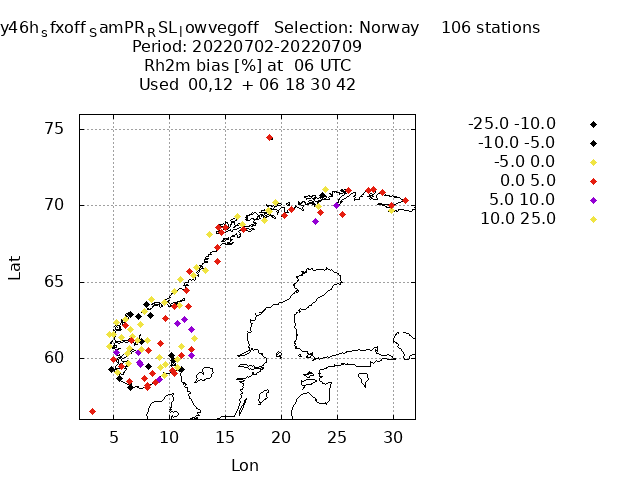 y46h_sfxoff_SamPR_RSL_lowvegoff   Selection: Norway   106 stations
Period: 20220702-20220709
Rh2m bias [%] at 06 UTC
Used 00,12 + 06 18 30 42
-25.0 -10.0
-10.0 -5.0
-5.0 0.0
0.0 5.0
5.0 10.0
10.0 25.0
75
70
65
60
Lat
5 10 15 20 25 30
Lon